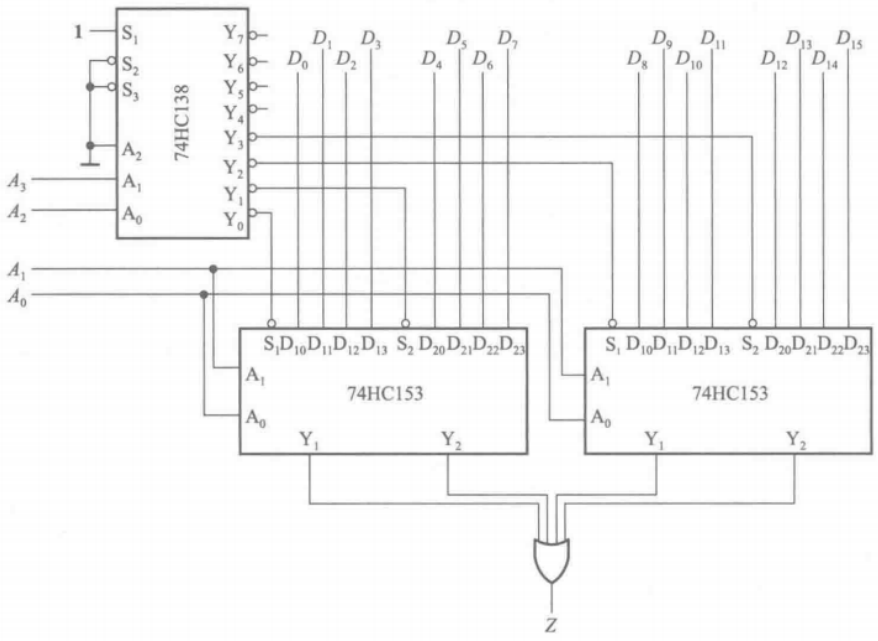 1 S₁ Y₇
S₂ Y₆
S₃ Y₅
Y₄
74HC138
A₂ Y₃
A₃ A₁ Y₂
Y₁
A₂ A₀ Y₀
D₁ D₃ D₅ D₇ D₉ D₁₁ D₁₃ D₁₅
D₀ D₂ D₄ D₆ D₈ D₁₀ D₁₂ D₁₄
A₁
A₀
S₁ D₁₀ D₁₁ D₁₂ D₁₃ S₂ D₂₀ D₂₁ D₂₂ D₂₃
A₁
74HC153
A₀
Y₁ Y₂
S₁ D₁₀ D₁₁ D₁₂ D₁₃ S₂ D₂₀ D₂₁ D₂₂ D₂₃
A₁
74HC153
A₀
Y₁ Y₂
Z